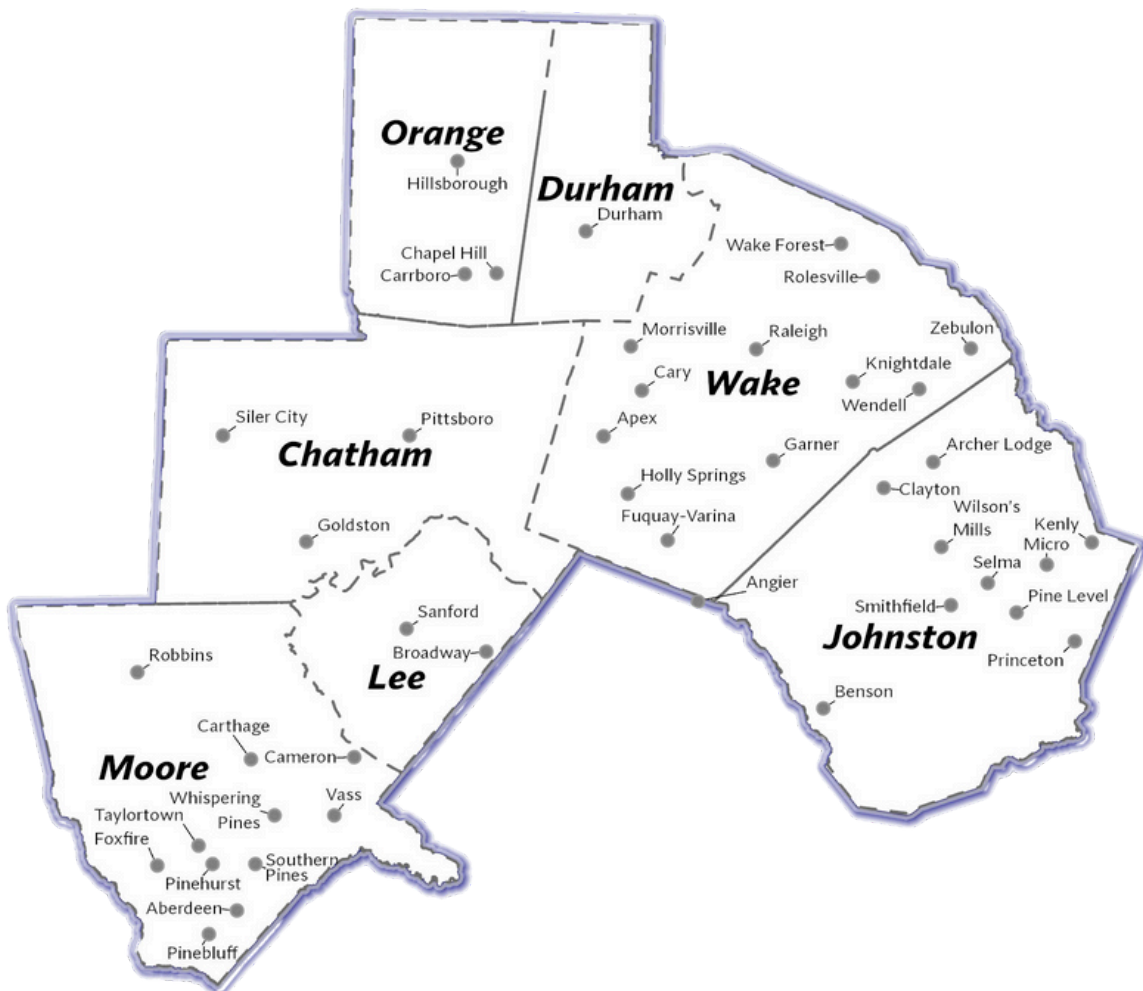 Orange
Hillsborough
Durham
Durham
Chapel Hill
Carrboro
Wake Forest
Rolesville
Morrisville
Raleigh
Zebulon
Cary
Wake
Knightdale
Wendell
Apex
Garner
Holly Springs
Fuquay-Varina
Siler City
Pittsboro
Chatham
Goldston
Archer Lodge
Clayton
Wilson's
Mills
Kenly
Micro
Selma
Angier
Smithfield
Pine Level
Johnston
Princeton
Benson
Sanford
Broadway
Lee
Robbins
Carthage
Cameron
Moore
Whispering
Pines
Vass
Taylortown
Foxfire
Pinehurst
Southern
Pines
Aberdeen
Pinebluff